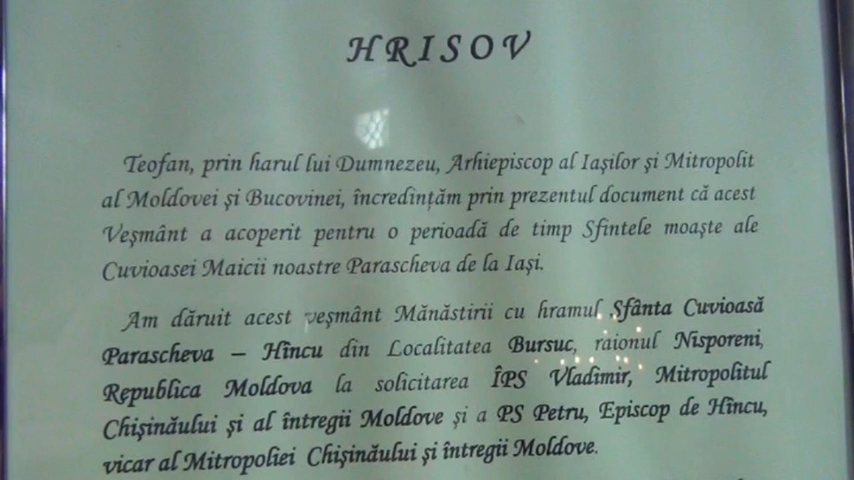 HRISOV
Teofan, prin harul lui Dumnezeu, Arhiepiscop al Iaşilor şi Mitropolit
al Moldovei şi Bucovinei, încredinţăm prin prezentul document că acest
Veşmânt a acoperit pentru o perioadă de timp Sfintele moaşte ale
Cuvioasei Maicii noastre Parascheva de la Iaşi.
Am dăruit acest veşmânt Mănăstirii cu hramul Sfânta Cuvioasă
Parascheva – Hîncu din Localitatea Bursuc, raionul Nisporeni,
Republica Moldova la solicitarea ÎPS Vladimir, Mitropolitul
Chişinăului şi al întregii Moldove şi a PS Petru, Episcop de Hîncu,
vicar al Mitropoliei Chişinăului şi întregii Moldove.